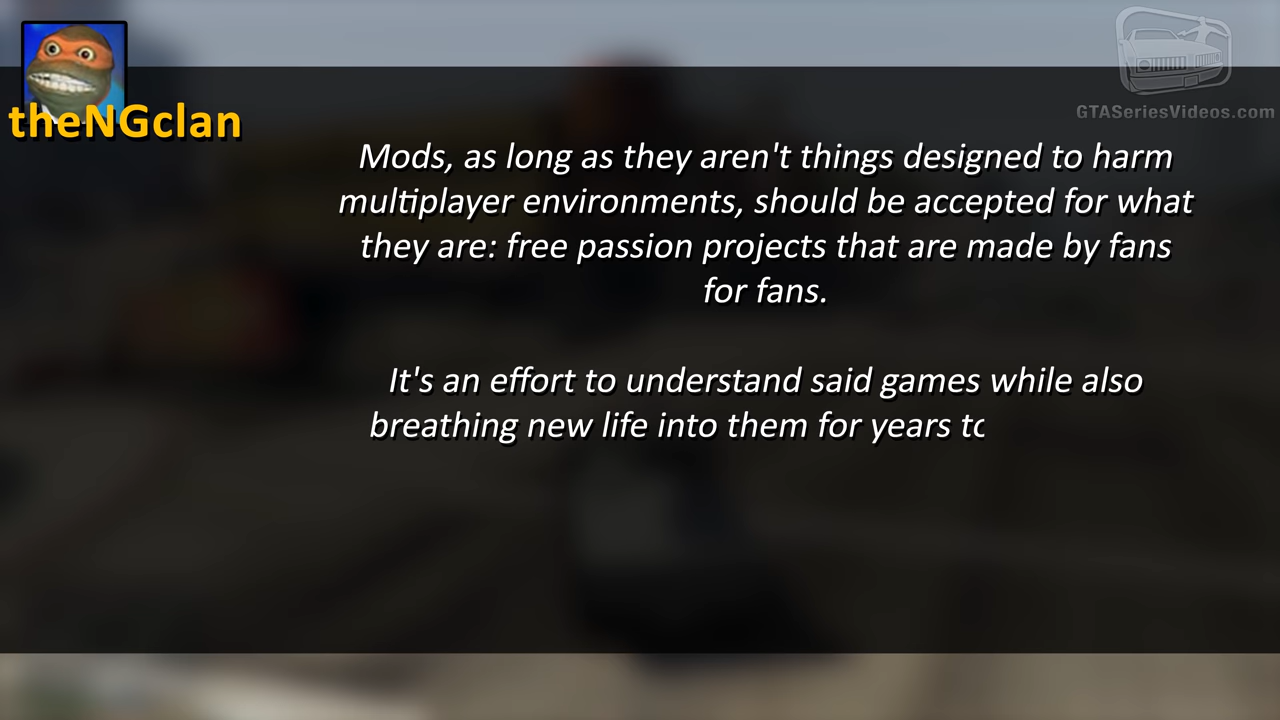 theNGclan
GTASeriesVideos.com
Mods, as long as they aren't things designed to harm
multiplayer environments, should be accepted for what
they are: free passion projects that are made by fans
for fans.
It's an effort to understand said games while also
breathing new life into them for years to